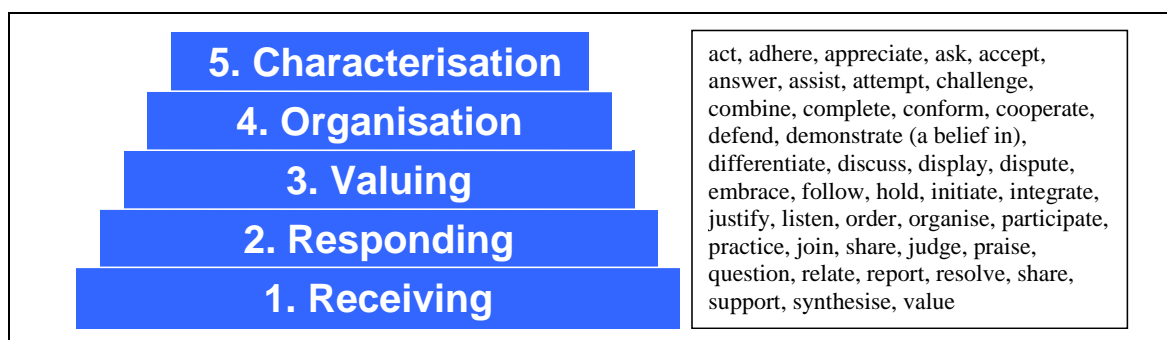 5. Characterisation
4. Organisation
3. Valuing
2. Responding
1. Receiving
act, adhere, appreciate, ask, accept,
answer, assist, attempt, challenge,
combine, complete, conform, cooperate,
defend, demonstrate (a belief in),
differentiate, discuss, display, dispute,
embrace, follow, hold, initiate, integrate,
justify, listen, order, organise, participate,
practice, join, share, judge, praise,
question, relate, report, resolve, share,
support, synthesise, value